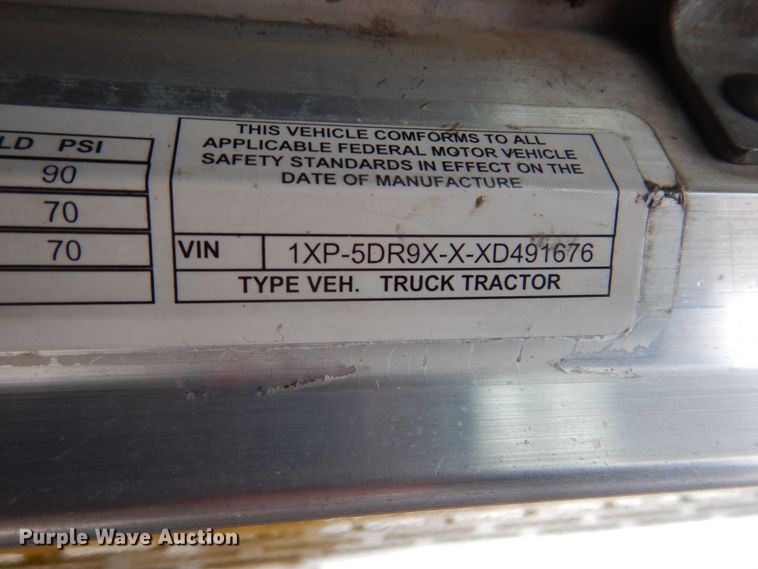 LD PSI
90
70
70
THIS VEHICLE COMFORMS TO ALL
APPLICABLE FEDERAL MOTOR VEHICLE
SAFETY STANDARDS IN EFFECT ON THE
DATE OF MANUFACTURE
VIN 1XP-5DR9X-X-XD491676
TYPE VEH. TRUCK TRACTOR
Purple Wave Auction